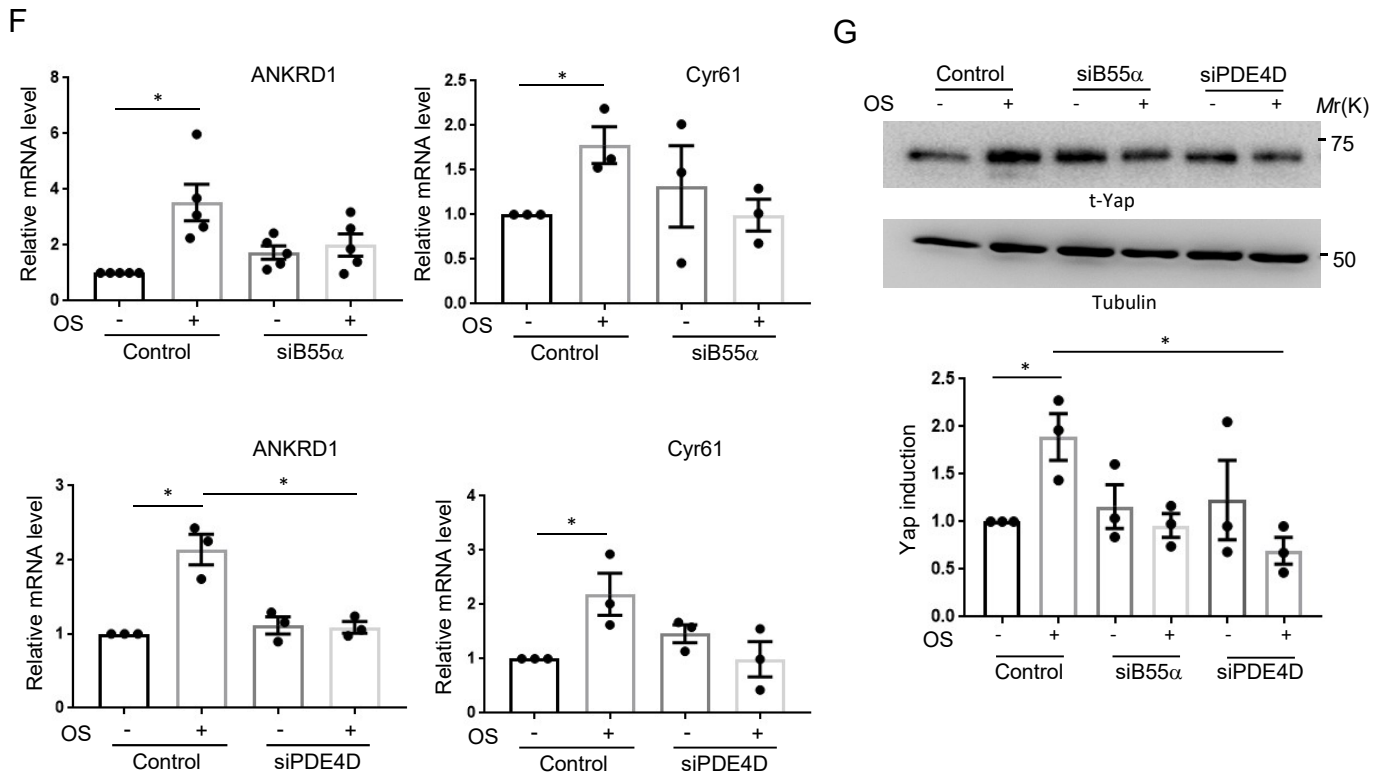 F
ANKRD1
Relative mRNA level
8
6
4
2
0
*
OS - + - +
Control siB55α
Cyr61
Relative mRNA level
2.5
2.0
1.5
1.0
0.5
0.0
*
OS - + - +
Control siB55α
ANKRD1
Relative mRNA level
3
2
1
0
* *
OS - + - +
Control siPDE4D
Cyr61
Relative mRNA level
4
3
2
1
0
*
OS - + - +
Control siPDE4D
G
Control siB55α siPDE4D
OS - + - + - + Mr(K)
75
t-Yap
50
Tubulin
Yap induction
2.5
2.0
1.5
1.0
0.5
0.0
* *
OS - + - + - +
Control siB55α siPDE4D